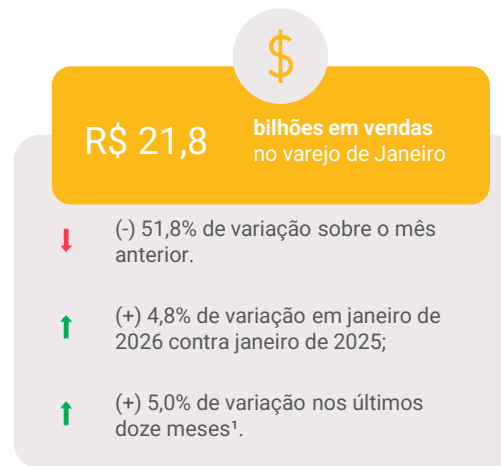 $
R$ 21,8
bilhões em vendas
no varejo de Janeiro
(-) 51,8% de variação sobre o mês
anterior.
(+) 4,8% de variação em janeiro de
2026 contra janeiro de 2025;
(+) 5,0% de variação nos últimos
doze meses¹.